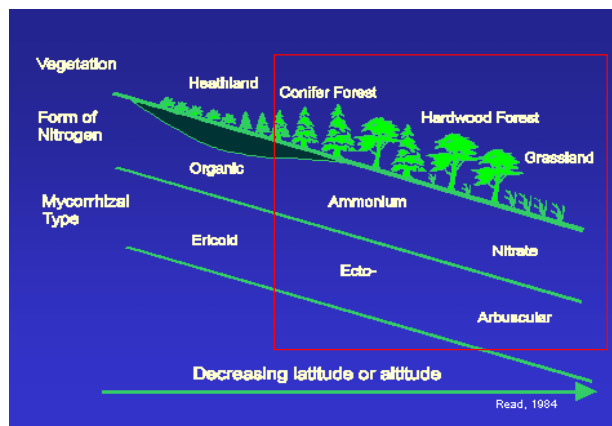 Vegetation
Heathland
Conifer Forest
Hardwood Forest
Grassland
Form of
Nitrogen
Organic
Ammonium
Nitrate
Mycorrhizal
Type
Ericoid
Ecto-
Arbuscular
Decreasing latitude or altitude
Read, 1984